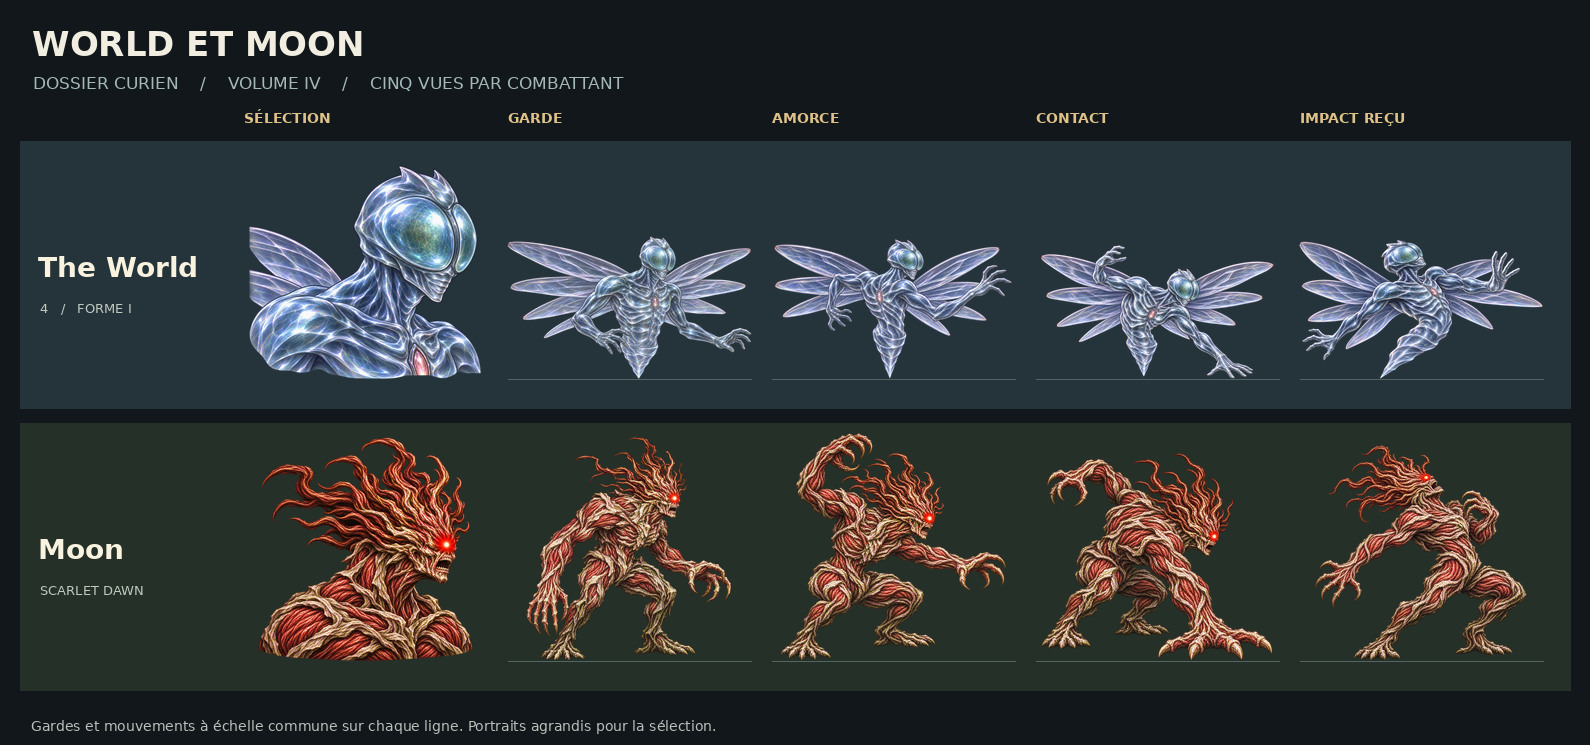 WORLD ET MOON
DOSSIER CURIEN / VOLUME IV / CINQ VUES PAR COMBATTANT
SÉLECTION GARDE AMORCE CONTACT IMPACT REÇU
The World
4 / FORME I
Moon
SCARLET DAWN
Gardes et mouvements à échelle commune sur chaque ligne. Portraits agrandis pour la sélection.